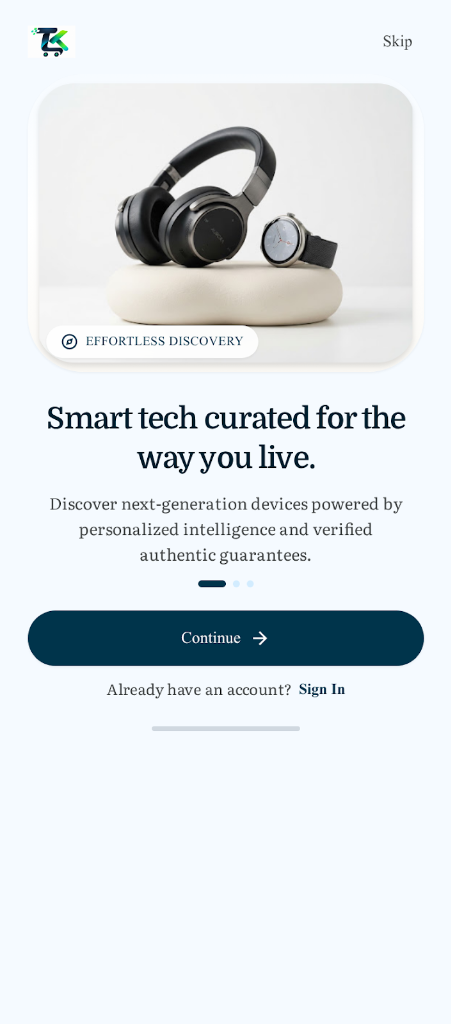 TK
Skip
EFFORTLESS DISCOVERY
Smart tech curated for the
way you live.
Discover next-generation devices powered by
personalized intelligence and verified
authentic guarantees.
Continue
Already have an account? Sign In